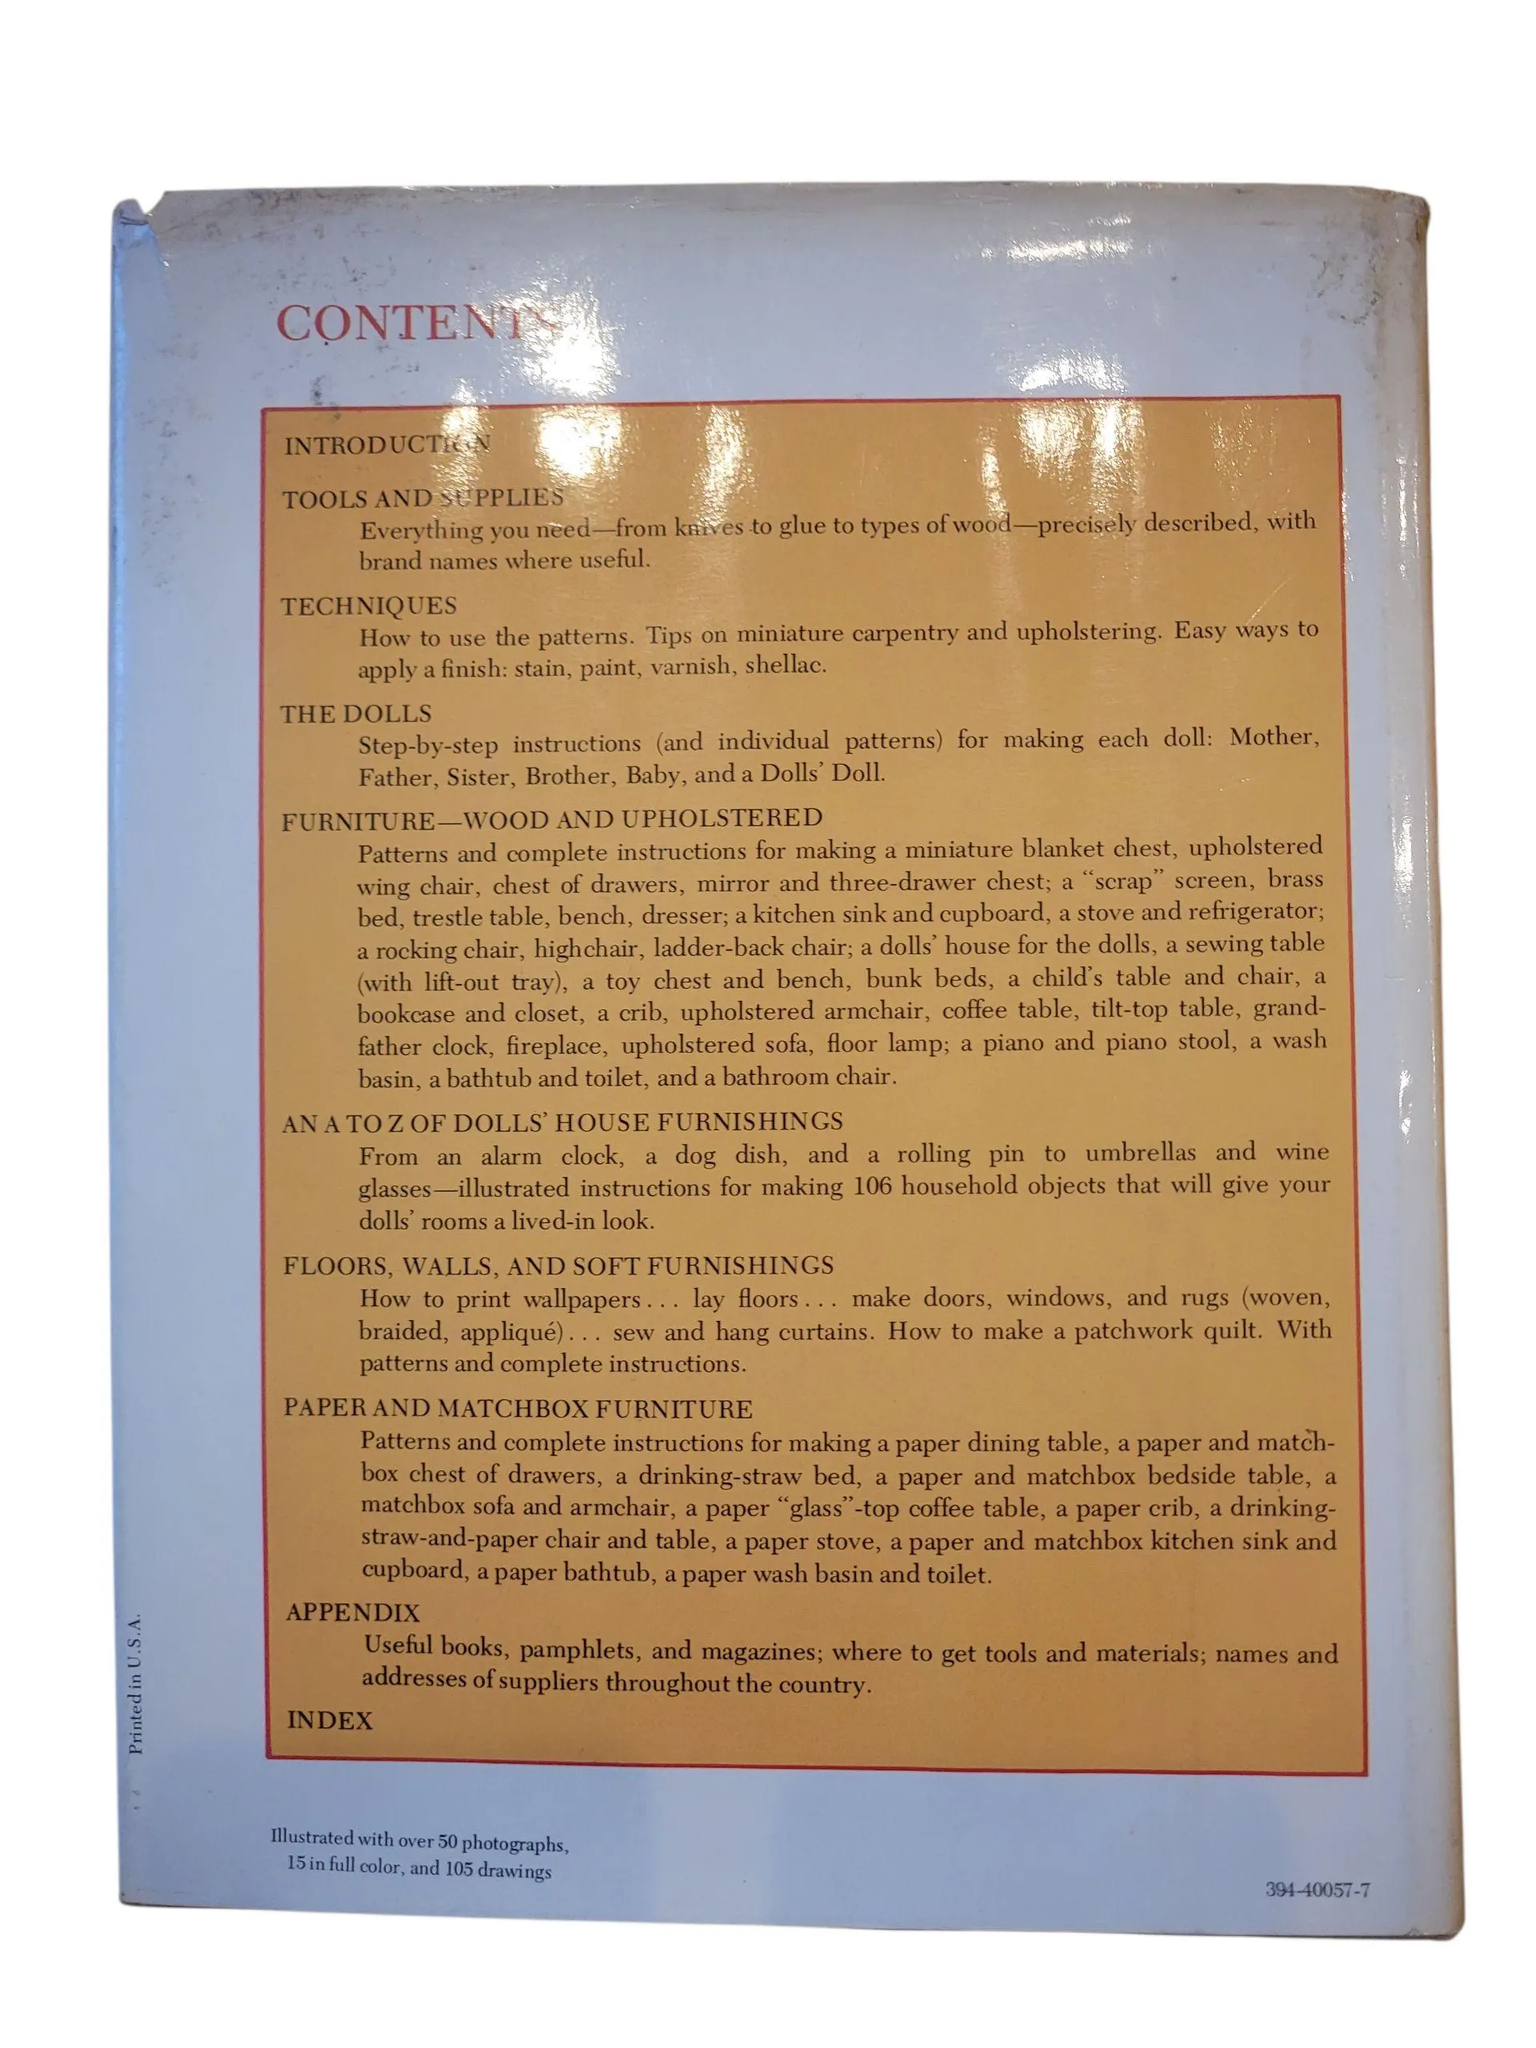 CONTENTS
INTRODUCTION
TOOLS AND SUPPLIES
Everything you need—from knives to glue to types of wood—precisely described, with
brand names where useful.
TECHNIQUES
How to use the patterns. Tips on miniature carpentry and upholstering. Easy ways to
apply a finish: stain, paint, varnish, shellac.
THE DOLLS
Step-by-step instructions (and individual patterns) for making each doll: Mother,
Father, Sister, Brother, Baby, and a Dolls' Doll.
FURNITURE—WOOD AND UPHOLSTERED
Patterns and complete instructions for making a miniature blanket chest, upholstered
wing chair, chest of drawers, mirror and three-drawer chest; a “scrap” screen, brass
bed, trestle table, bench, dresser; a kitchen sink and cupboard, a stove and refrigerator;
a rocking chair, highchair, ladder-back chair; a dolls' house for the dolls, a sewing table
(with lift-out tray), a toy chest and bench, bunk beds, a child's table and chair, a
bookcase and closet, a crib, upholstered armchair, coffee table, tilt-top table, grand-
father clock, fireplace, upholstered sofa, floor lamp; a piano and piano stool, a wash
basin, a bathtub and toilet, and a bathroom chair.
AN A TO Z OF DOLLS' HOUSE FURNISHINGS
From an alarm clock, a dog dish, and a rolling pin to umbrellas and wine
glasses—illustrated instructions for making 106 household objects that will give your
dolls' rooms a lived-in look.
FLOORS, WALLS, AND SOFT FURNISHINGS
How to print wallpapers... lay floors... make doors, windows, and rugs (woven,
braided, appliqué)... sew and hang curtains. How to make a patchwork quilt. With
patterns and complete instructions.
PAPER AND MATCHBOX FURNITURE
Patterns and complete instructions for making a paper dining table, a paper and match-
box chest of drawers, a drinking-straw bed, a paper and matchbox bedside table, a
matchbox sofa and armchair, a paper “glass”-top coffee table, a paper crib, a drinking-
straw-and-paper chair and table, a paper stove, a paper and matchbox kitchen sink and
cupboard, a paper bathtub, a paper wash basin and toilet.
APPENDIX
Useful books, pamphlets, and magazines; where to get tools and materials; names and
addresses of suppliers throughout the country.
INDEX
Printed in U.S.A.
Illustrated with over 50 photographs,
15 in full color, and 105 drawings
394-40057-7